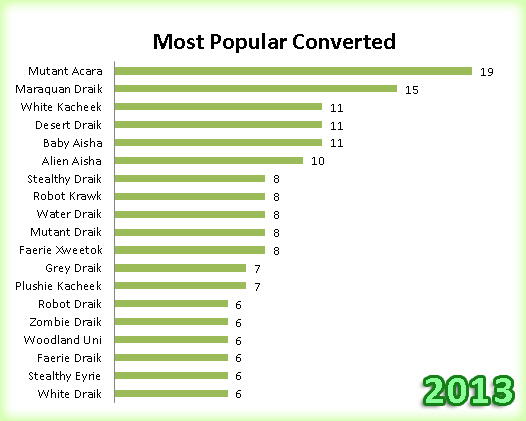 Most Popular Converted
Mutant Acara 19
Maraquan Draik 15
White Kacheek 11
Desert Draik 11
Baby Aisha 11
Alien Aisha 10
Stealthy Draik 8
Robot Krawk 8
Water Draik 8
Mutant Draik 8
Faerie Xweetok 8
Grey Draik 7
Plushie Kacheek 7
Robot Draik 6
Zombie Draik 6
Woodland Uni 6
Faerie Draik 6
Stealthy Eyrie 6
White Draik 6
2013